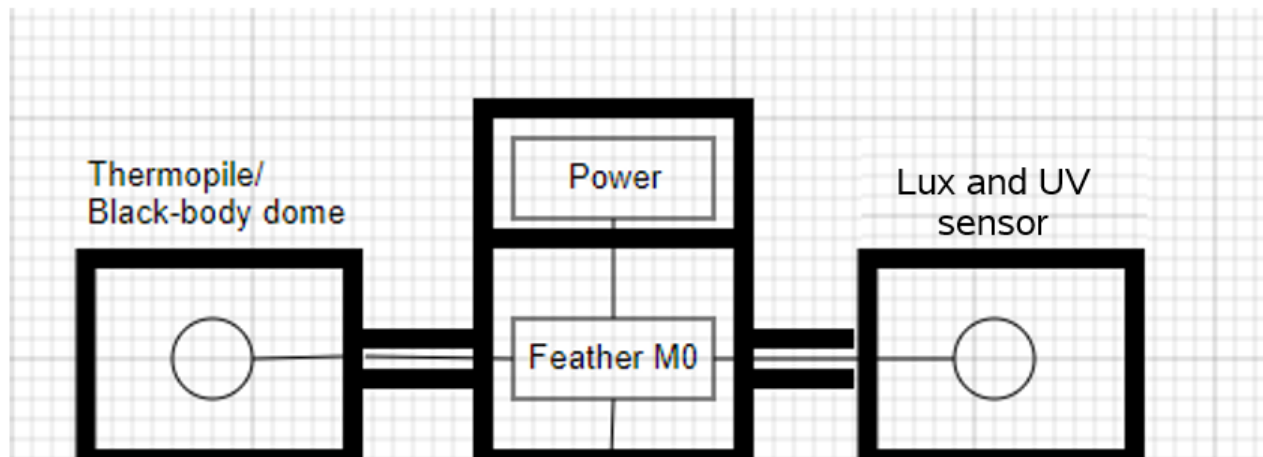 Thermopile/
Black-body dome
Power
Lux and UV
sensor
Feather M0